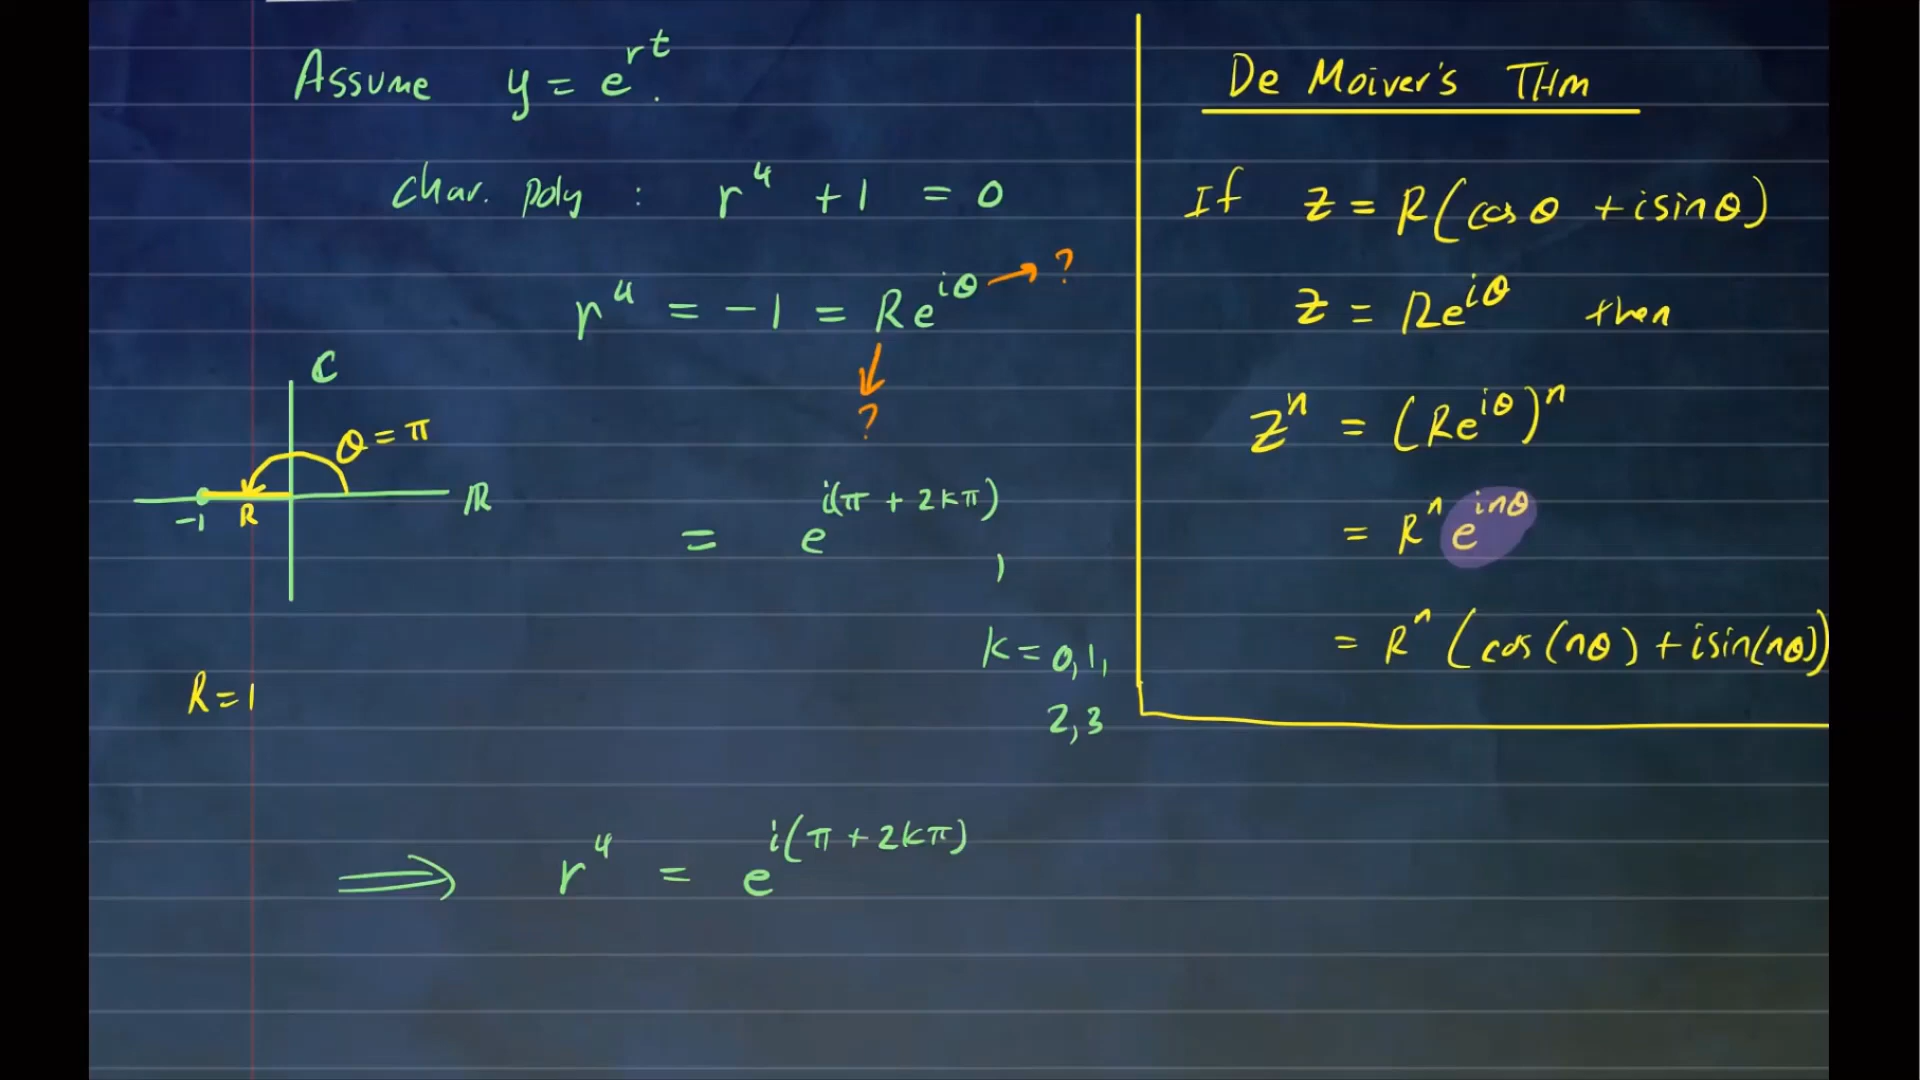 Assume y = e^{rt}.
Char. poly : r^4 + 1 = 0
r^4 = -1 = Re^{iθ} → ?
?
ℂ
θ = π
-1 R ℝ
= e^{i(π + 2kπ)},
k = 0, 1,
2, 3
R = 1
⟹ r^4 = e^{i(π + 2kπ)}
De Moiver's THM
If z = R(cos θ + i sin θ)
z = Re^{iθ} then
z^n = (Re^{iθ})^n
= R^n e^{inθ}
= R^n (cos(nθ) + i sin(nθ))